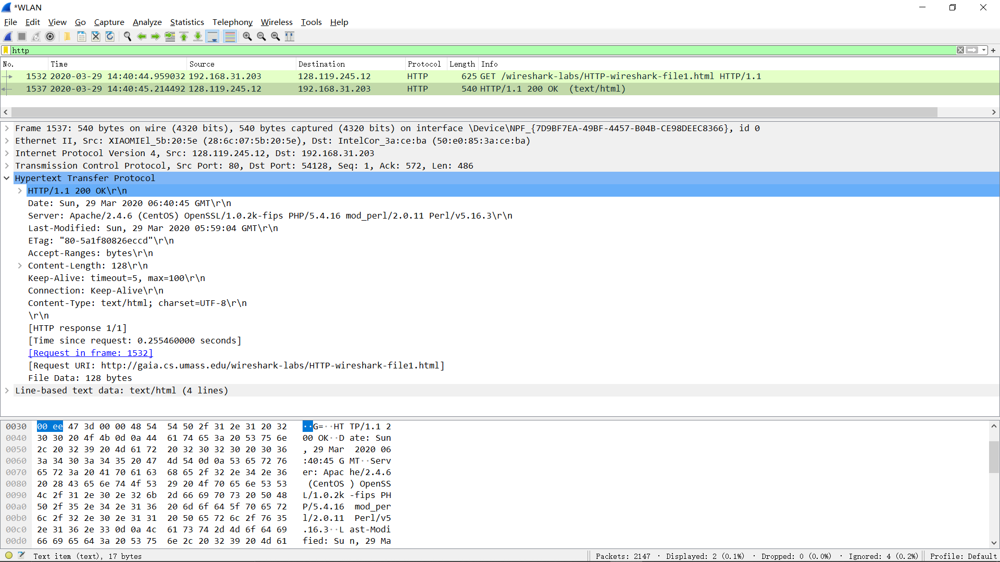 *WLAN
File Edit View Go Capture Analyze Statistics Telephony Wireless Tools Help
http
No. Time Source Destination Protocol Length Info
1532 2020-03-29 14:40:44.959032 192.168.31.203 128.119.245.12 HTTP 625 GET /wireshark-labs/HTTP-wireshark-file1.html HTTP/1.1
1537 2020-03-29 14:40:45.214492 128.119.245.12 192.168.31.203 HTTP 540 HTTP/1.1 200 OK  (text/html)
Frame 1537: 540 bytes on wire (4320 bits), 540 bytes captured (4320 bits) on interface \Device\NPF_{7D9BF7EA-49BF-4457-B04B-CE98DEEC8366}, id 0
Ethernet II, Src: XIAOMIEl_5b:20:5e (28:6c:07:5b:20:5e), Dst: IntelCor_3a:ce:ba (50:e0:85:3a:ce:ba)
Internet Protocol Version 4, Src: 128.119.245.12, Dst: 192.168.31.203
Transmission Control Protocol, Src Port: 80, Dst Port: 54128, Seq: 1, Ack: 572, Len: 486
Hypertext Transfer Protocol
HTTP/1.1 200 OK\r\n
Date: Sun, 29 Mar 2020 06:40:45 GMT\r\n
Server: Apache/2.4.6 (CentOS) OpenSSL/1.0.2k-fips PHP/5.4.16 mod_perl/2.0.11 Perl/v5.16.3\r\n
Last-Modified: Sun, 29 Mar 2020 05:59:04 GMT\r\n
ETag: "80-5a1f80826eccd"\r\n
Accept-Ranges: bytes\r\n
Content-Length: 128\r\n
Keep-Alive: timeout=5, max=100\r\n
Connection: Keep-Alive\r\n
Content-Type: text/html; charset=UTF-8\r\n
\r\n
[HTTP response 1/1]
[Time since request: 0.255460000 seconds]
[Request in frame: 1532]
[Request URI: http://gaia.cs.umass.edu/wireshark-labs/HTTP-wireshark-file1.html]
File Data: 128 bytes
Line-based text data: text/html (4 lines)
0030 00 ee 47 3d 00 00 48 54 54 50 2f 31 2e 31 20 32 ··G=··HT TP/1.1 2
0040 30 30 20 4f 4b 0d 0a 44 61 74 65 3a 20 53 75 6e 00 OK··D ate: Sun
0050 2c 20 32 39 20 4d 61 72 20 32 30 32 30 20 30 36 , 29 Mar  2020 06
0060 3a 34 30 3a 34 35 20 47 4d 54 0d 0a 53 65 72 76 :40:45 G MT··Serv
0070 65 72 3a 20 41 70 61 63 68 65 2f 32 2e 34 2e 36 er: Apac he/2.4.6
0080 20 28 43 65 6e 74 4f 53 29 20 4f 70 65 6e 53 53  (CentOS ) OpenSS
0090 4c 2f 31 2e 30 2e 32 6b 2d 66 69 70 73 20 50 48 L/1.0.2k -fips PH
00a0 50 2f 35 2e 34 2e 31 36 20 6d 6f 64 5f 70 65 72 P/5.4.16  mod_per
00b0 6c 2f 32 2e 30 2e 31 31 20 50 65 72 6c 2f 76 35 l/2.0.11  Perl/v5
00c0 2e 31 36 2e 33 0d 0a 4c 61 73 74 2d 4d 6f 64 69 .16.3··L ast-Modi
00d0 66 69 65 64 3a 20 53 75 6e 2c 20 32 39 20 4d 61 fied: Su n, 29 Ma
Text item (text), 17 bytes Packets: 2147 · Displayed: 2 (0.1%) · Dropped: 0 (0.0%) · Ignored: 4 (0.2%) Profile: Default